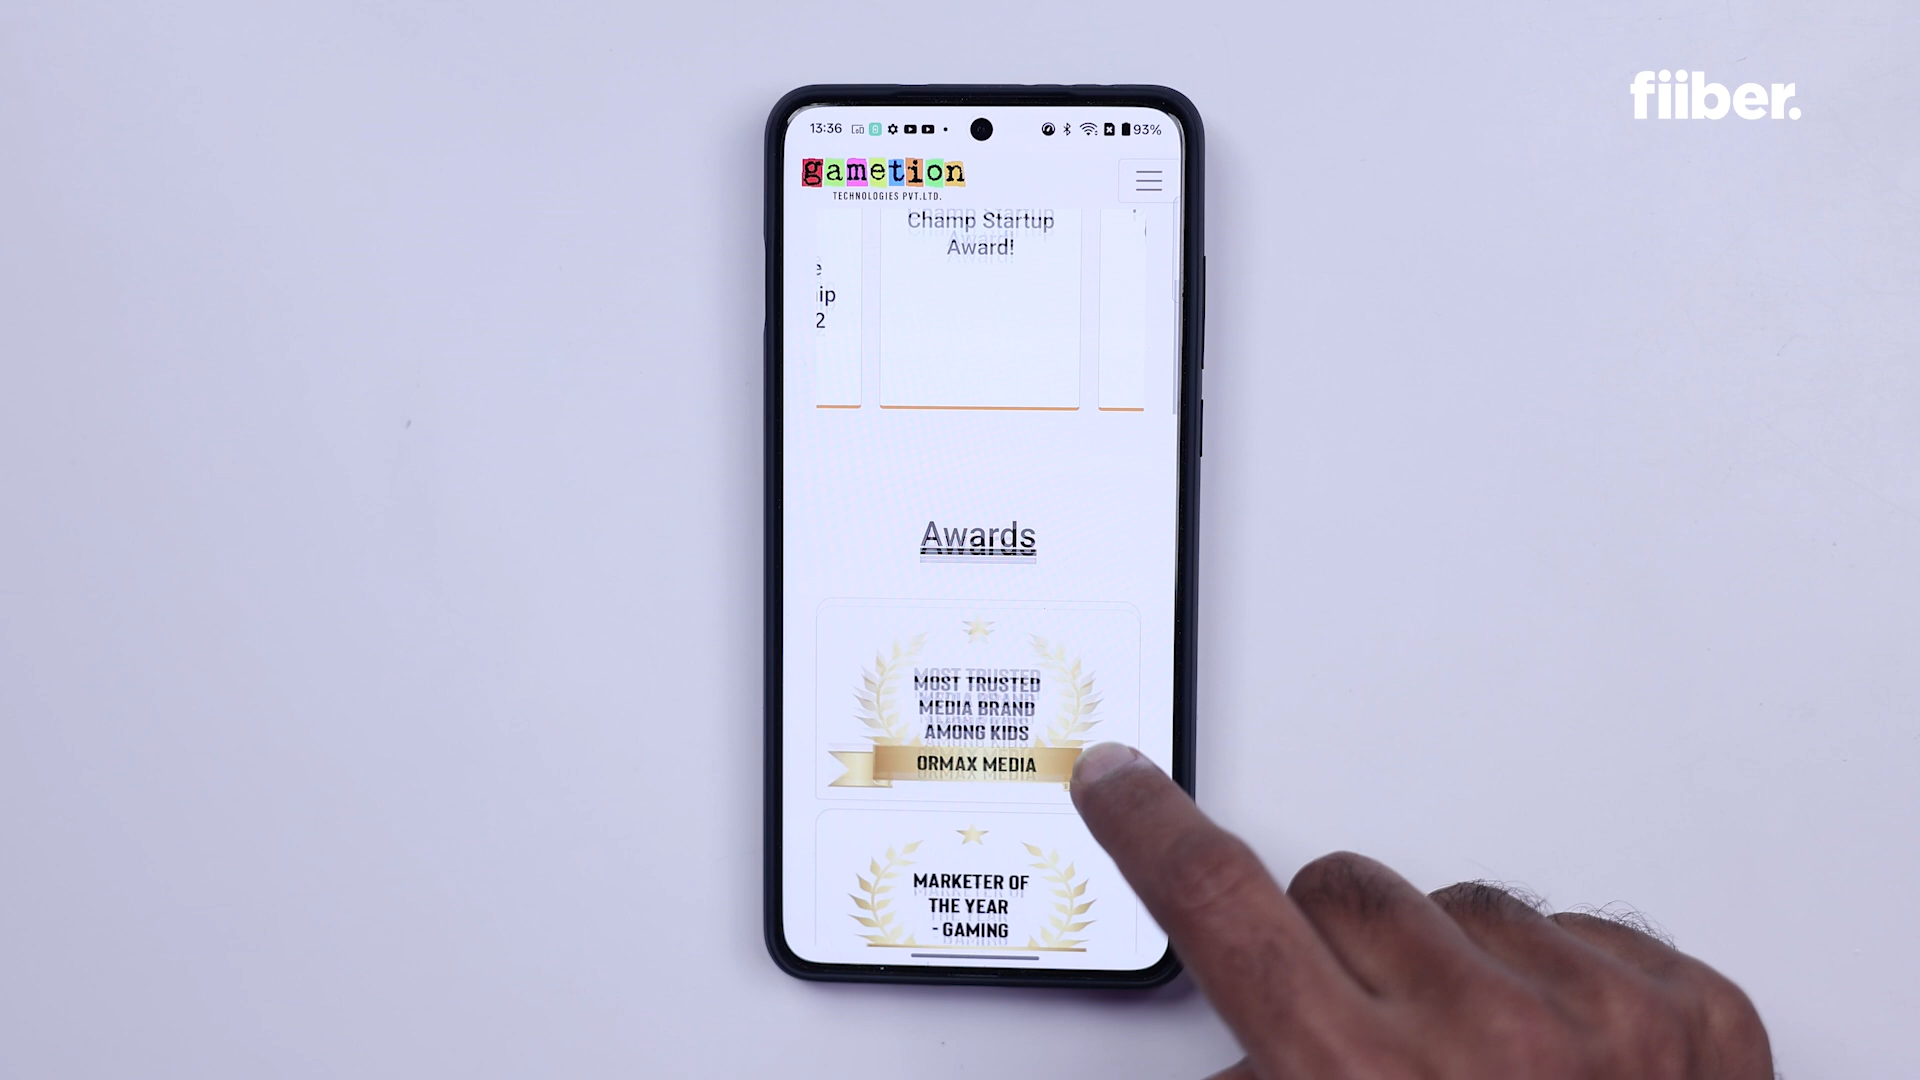 fiiber.
13:36
93%
gametion
TECHNOLOGIES PVT.LTD.
Champ Startup
Award!
e
ip
2
Awards
MOST TRUSTED
MEDIA BRAND
AMONG KIDS
ORMAX MEDIA
MARKETER OF
THE YEAR
- GAMING